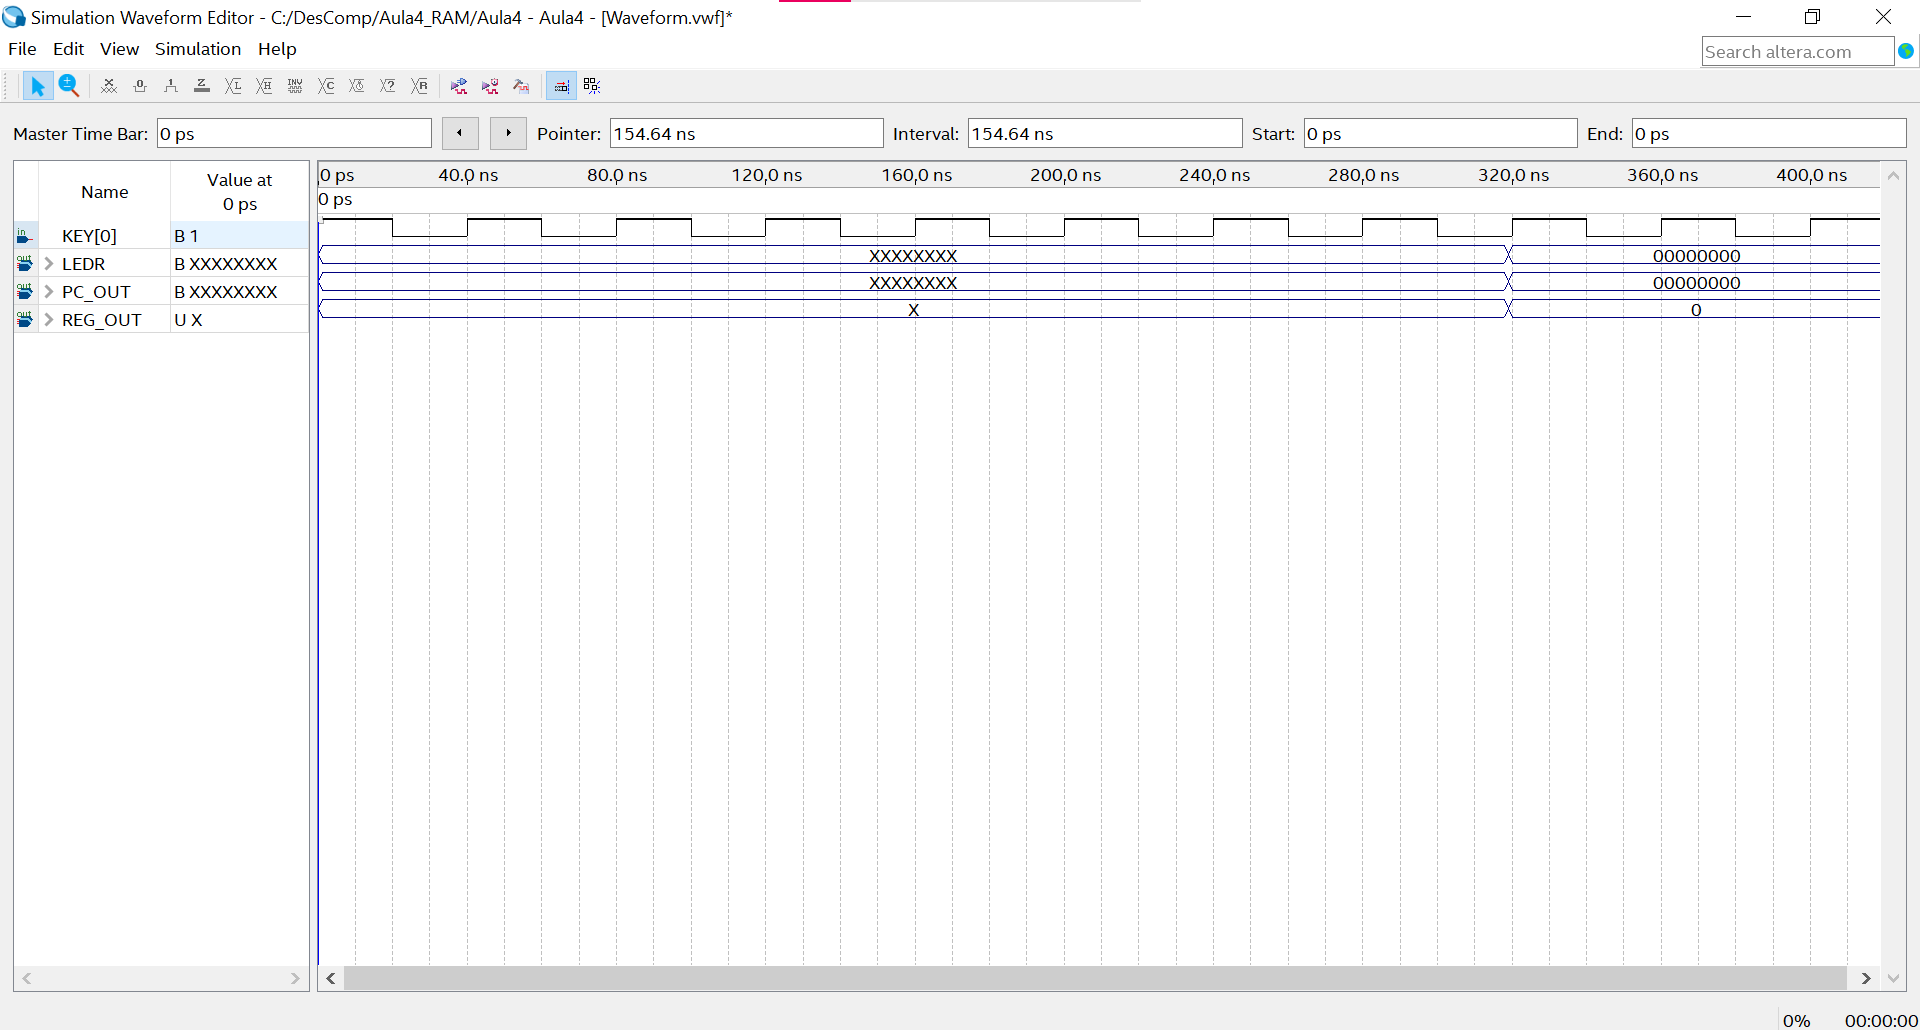 Simulation Waveform Editor - C:/DesComp/Aula4_RAM/Aula4 - Aula4 - [Waveform.vwf]*
File Edit View Simulation Help
Search altera.com
Master Time Bar: 0 ps Pointer: 154.64 ns Interval: 154.64 ns Start: 0 ps End: 0 ps
Name
Value at
0 ps
0 ps 40.0 ns 80.0 ns 120,0 ns 160,0 ns 200,0 ns 240,0 ns 280,0 ns 320,0 ns 360,0 ns 400,0 ns
0 ps
KEY[0] B 1
LEDR B XXXXXXXX XXXXXXXX 00000000
PC_OUT B XXXXXXXX XXXXXXXX 00000000
REG_OUT U X X 0
0% 00:00:00